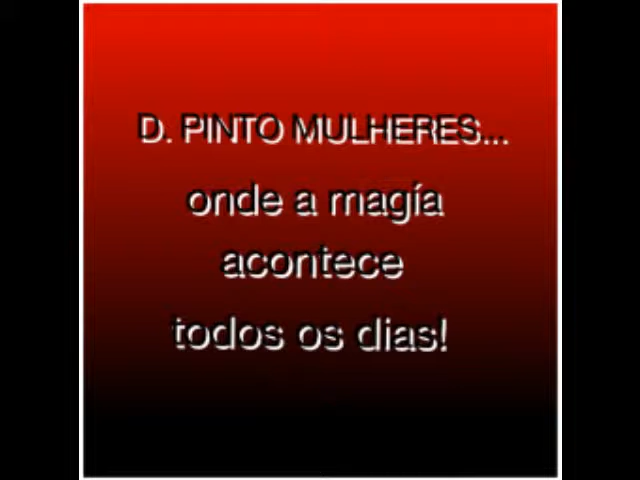 D. PINTO MULHERES...
onde a magía
acontece
todos os dias!